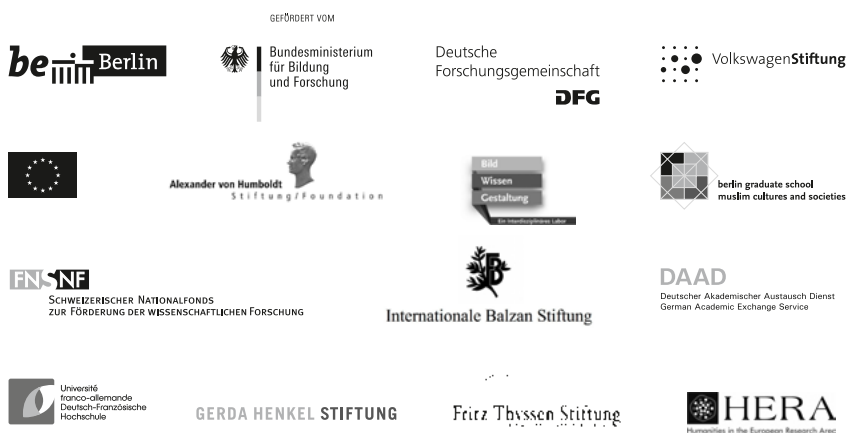 GEFÖRDERT VOM
be Berlin
Bundesministerium
für Bildung
und Forschung
Deutsche
Forschungsgemeinschaft
DFG
VolkswagenStiftung
Alexander von Humboldt
Stiftung/Foundation
Bild
Wissen
Gestaltung
Ein Interdisziplinäres Labor
berlin graduate school
muslim cultures and societies
FNSNF
SCHWEIZERISCHER NATIONALFONDS
ZUR FÖRDERUNG DER WISSENSCHAFTLICHEN FORSCHUNG
Internationale Balzan Stiftung
DAAD
Deutscher Akademischer Austausch Dienst
German Academic Exchange Service
Université
franco-allemande
Deutsch-Französische
Hochschule
GERDA HENKEL STIFTUNG
Fritz Thyssen Stiftung
HERA
Humanities in the European Research Area